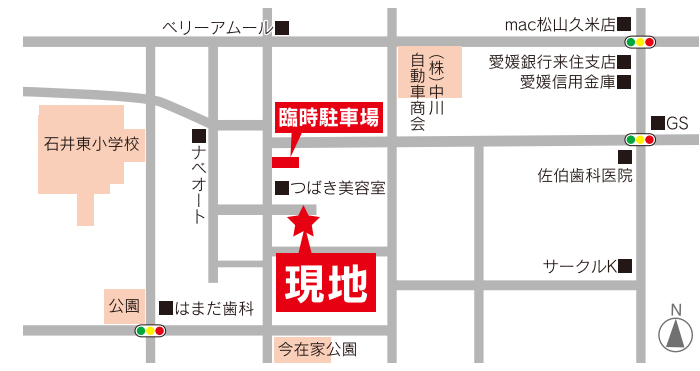 ベリーアムール
mac松山久米店
愛媛銀行来住支店
愛媛信用金庫
(株)中川
自動車商会
臨時駐車場
GS
石井東小学校
ナベオート
佐伯歯科医院
つばき美容室
現地
サークルK
公園
はまだ歯科
今在家公園
N